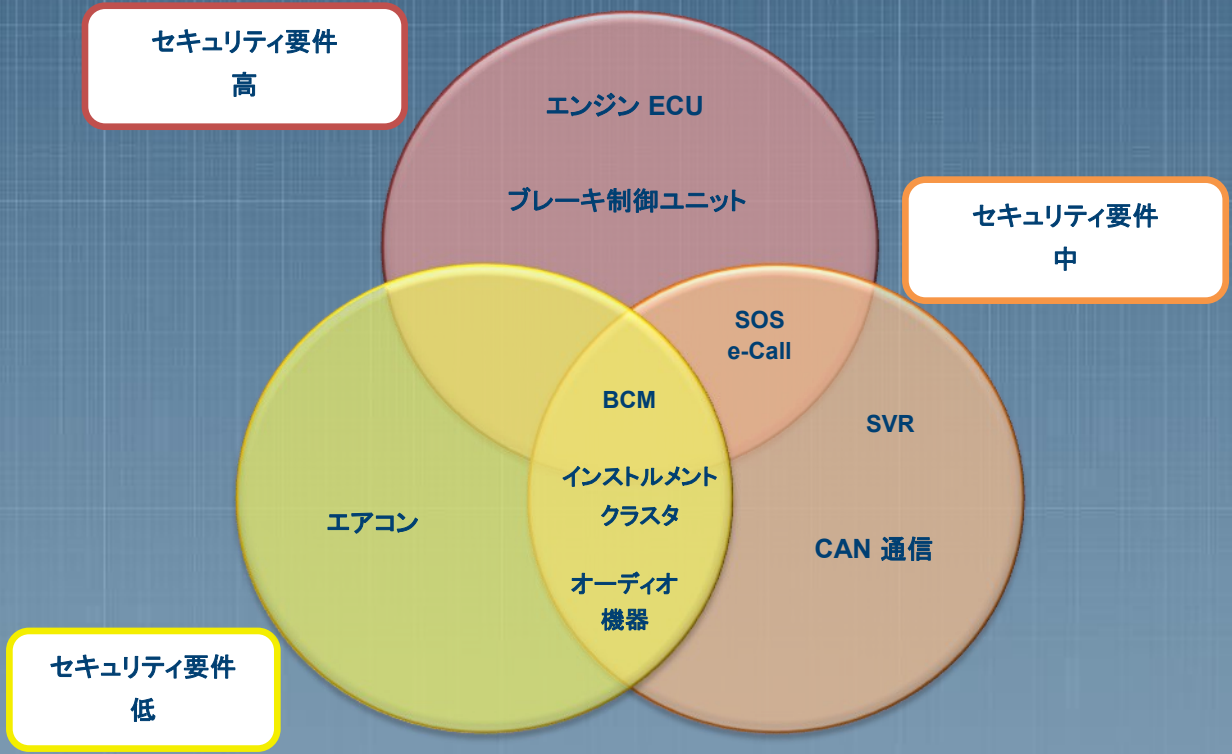 セキュリティ要件
高
エンジン ECU
ブレーキ制御ユニット
セキュリティ要件
中
SOS
e-Call
BCM
SVR
インストルメント
クラスタ
エアコン
CAN 通信
オーディオ
機器
セキュリティ要件
低